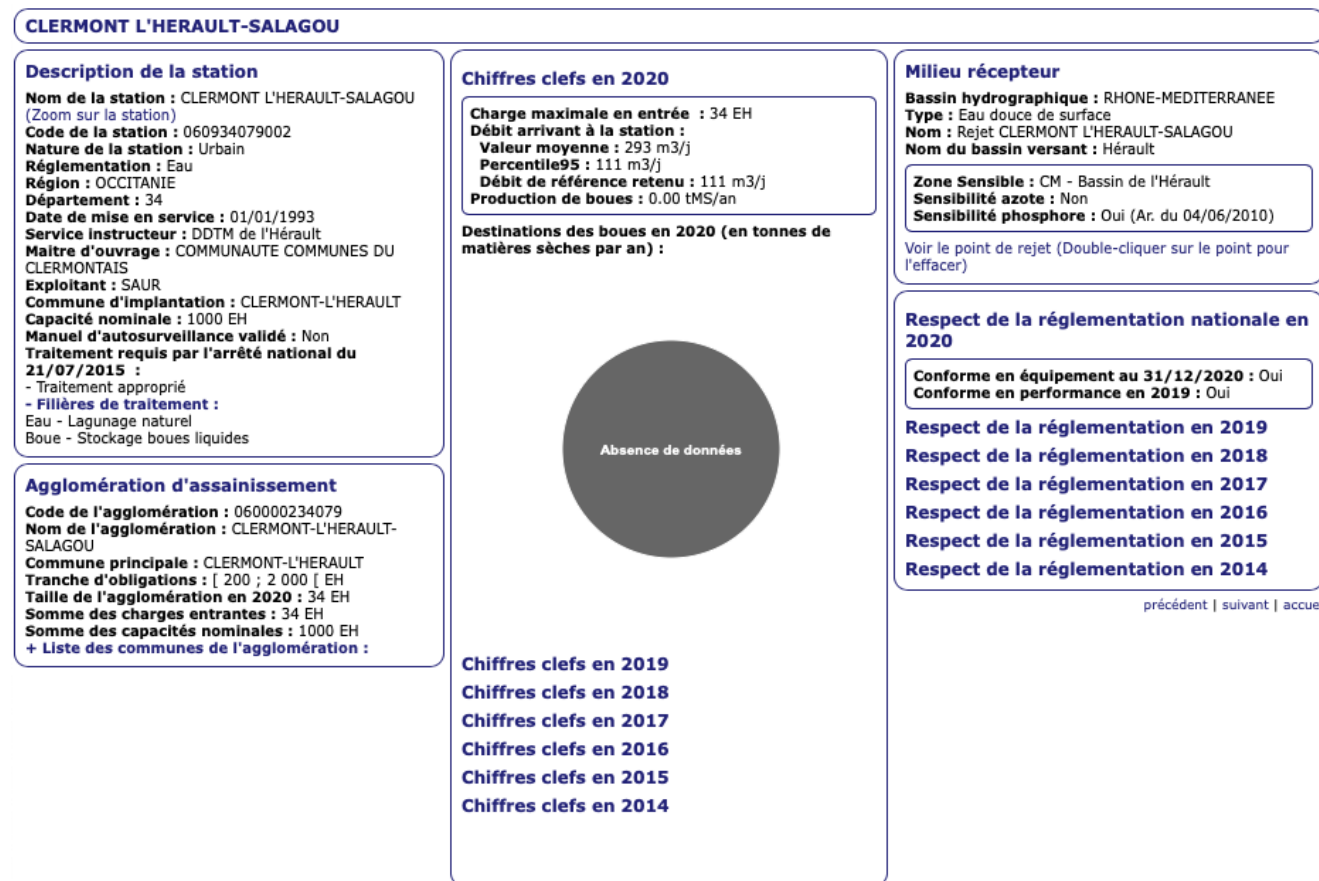 CLERMONT L'HERAULT-SALAGOU
Description de la station
Nom de la station : CLERMONT L'HERAULT-SALAGOU
(Zoom sur la station)
Code de la station : 060934079002
Nature de la station : Urbain
Réglementation : Eau
Région : OCCITANIE
Département : 34
Date de mise en service : 01/01/1993
Service instructeur : DDTM de l'Hérault
Maitre d'ouvrage : COMMUNAUTE COMMUNES DU
CLERMONTAIS
Exploitant : SAUR
Commune d'implantation : CLERMONT-L'HERAULT
Capacité nominale : 1000 EH
Manuel d'autosurveillance validé : Non
Traitement requis par l'arrêté national du
21/07/2015 :
- Traitement approprié
- Filières de traitement :
Eau - Lagunage naturel
Boue - Stockage boues liquides
Agglomération d'assainissement
Code de l'agglomération : 060000234079
Nom de l'agglomération : CLERMONT-L'HERAULT-
SALAGOU
Commune principale : CLERMONT-L'HERAULT
Tranche d'obligations : [ 200 ; 2 000 [ EH
Taille de l'agglomération en 2020 : 34 EH
Somme des charges entrantes : 34 EH
Somme des capacités nominales : 1000 EH
+ Liste des communes de l'agglomération :
Chiffres clefs en 2020
Charge maximale en entrée : 34 EH
Débit arrivant à la station :
Valeur moyenne : 293 m3/j
Percentile95 : 111 m3/j
Débit de référence retenu : 111 m3/j
Production de boues : 0.00 tMS/an
Destinations des boues en 2020 (en tonnes de
matières sèches par an) :
Absence de données
Chiffres clefs en 2019
Chiffres clefs en 2018
Chiffres clefs en 2017
Chiffres clefs en 2016
Chiffres clefs en 2015
Chiffres clefs en 2014
Milieu récepteur
Bassin hydrographique : RHONE-MEDITERRANEE
Type : Eau douce de surface
Nom : Rejet CLERMONT L'HERAULT-SALAGOU
Nom du bassin versant : Hérault
Zone Sensible : CM - Bassin de l'Hérault
Sensibilité azote : Non
Sensibilité phosphore : Oui (Ar. du 04/06/2010)
Voir le point de rejet (Double-cliquer sur le point pour
l'effacer)
Respect de la réglementation nationale en
2020
Conforme en équipement au 31/12/2020 : Oui
Conforme en performance en 2019 : Oui
Respect de la réglementation en 2019
Respect de la réglementation en 2018
Respect de la réglementation en 2017
Respect de la réglementation en 2016
Respect de la réglementation en 2015
Respect de la réglementation en 2014
précédent | suivant | accue